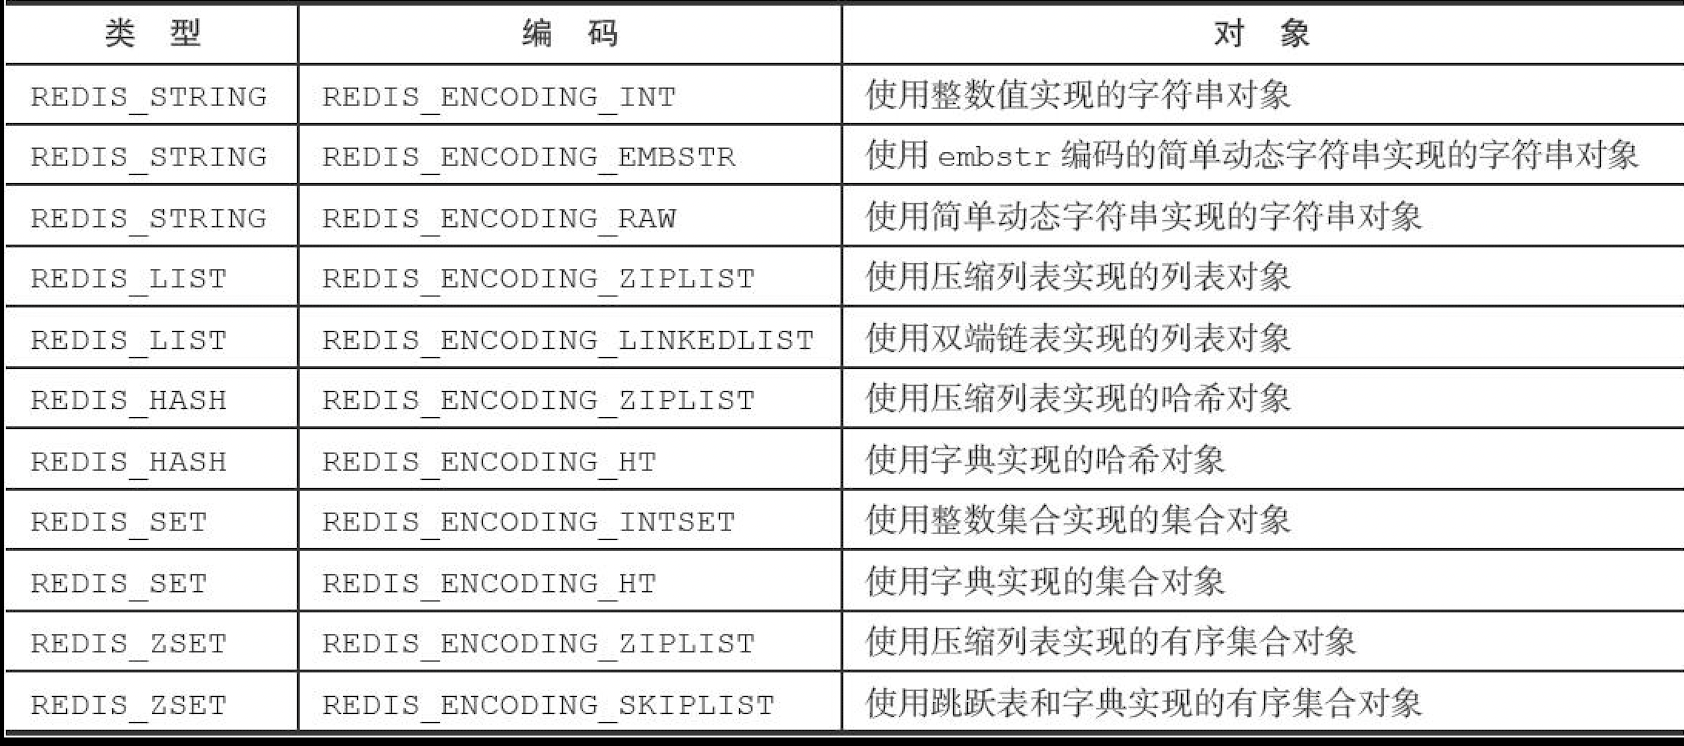 类 型 编 码 对 象
REDIS_STRING REDIS_ENCODING_INT 使用整数值实现的字符串对象
REDIS_STRING REDIS_ENCODING_EMBSTR 使用 embstr 编码的简单动态字符串实现的字符串对象
REDIS_STRING REDIS_ENCODING_RAW 使用简单动态字符串实现的字符串对象
REDIS_LIST REDIS_ENCODING_ZIPLIST 使用压缩列表实现的列表对象
REDIS_LIST REDIS_ENCODING_LINKEDLIST 使用双端链表实现的列表对象
REDIS_HASH REDIS_ENCODING_ZIPLIST 使用压缩列表实现的哈希对象
REDIS_HASH REDIS_ENCODING_HT 使用字典实现的哈希对象
REDIS_SET REDIS_ENCODING_INTSET 使用整数集合实现的集合对象
REDIS_SET REDIS_ENCODING_HT 使用字典实现的集合对象
REDIS_ZSET REDIS_ENCODING_ZIPLIST 使用压缩列表实现的有序集合对象
REDIS_ZSET REDIS_ENCODING_SKIPLIST 使用跳跃表和字典实现的有序集合对象